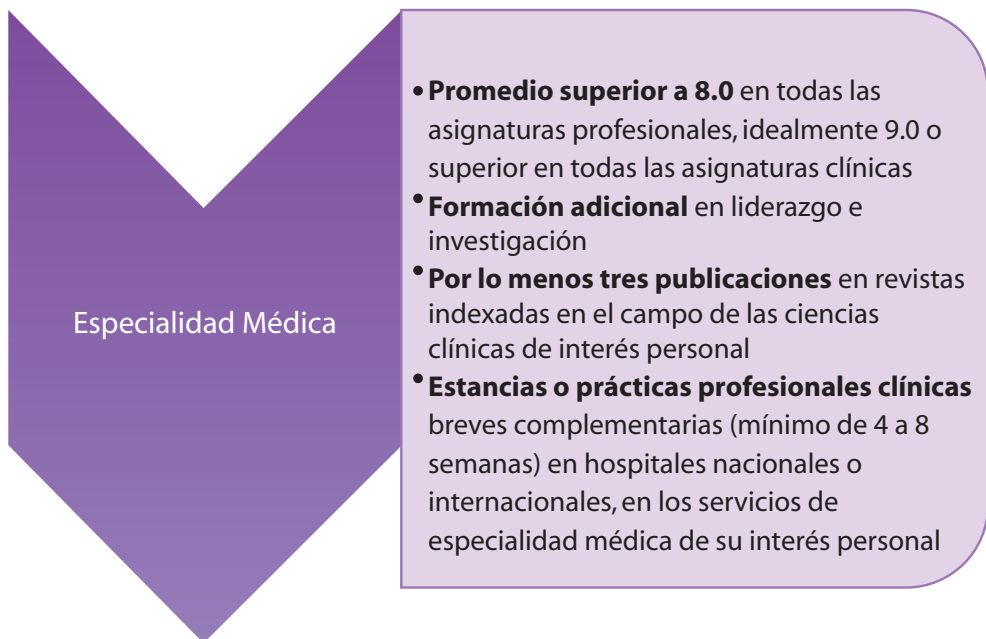 Especialidad Médica
• Promedio superior a 8.0 en todas las
asignaturas profesionales, idealmente 9.0 o
superior en todas las asignaturas clínicas
• Formación adicional en liderazgo e
investigación
• Por lo menos tres publicaciones en revistas
indexadas en el campo de las ciencias
clínicas de interés personal
• Estancias o prácticas profesionales clínicas
breves complementarias (mínimo de 4 a 8
semanas) en hospitales nacionales o
internacionales, en los servicios de
especialidad médica de su interés personal